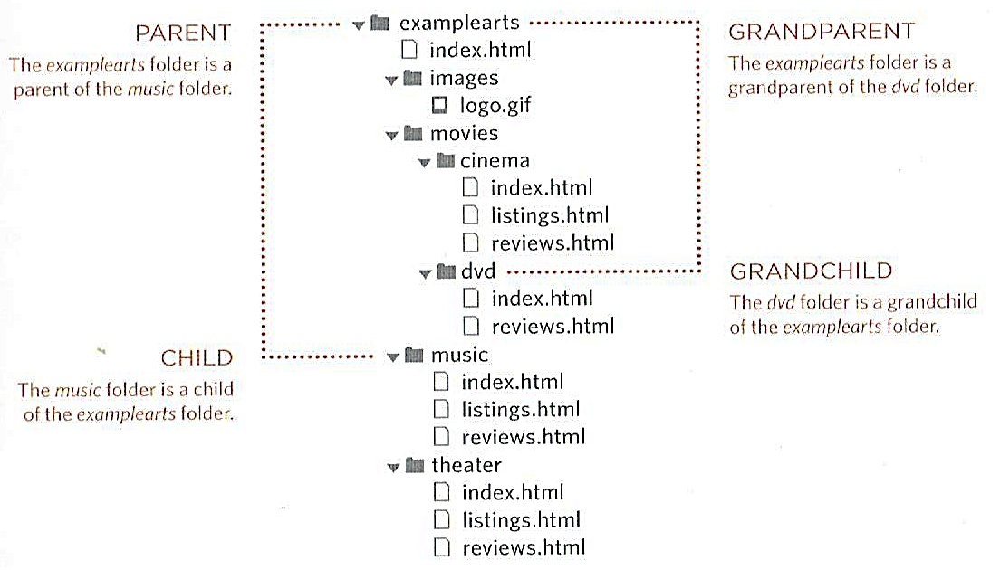 PARENT
The examplearts folder is a
parent of the music folder.
examplearts
index.html
images
logo.gif
movies
cinema
index.html
listings.html
reviews.html
dvd
index.html
reviews.html
music
index.html
listings.html
reviews.html
theater
index.html
listings.html
reviews.html
GRANDPARENT
The examplearts folder is a
grandparent of the dvd folder.
GRANDCHILD
The dvd folder is a grandchild
of the examplearts folder.
CHILD
The music folder is a child
of the examplearts folder.